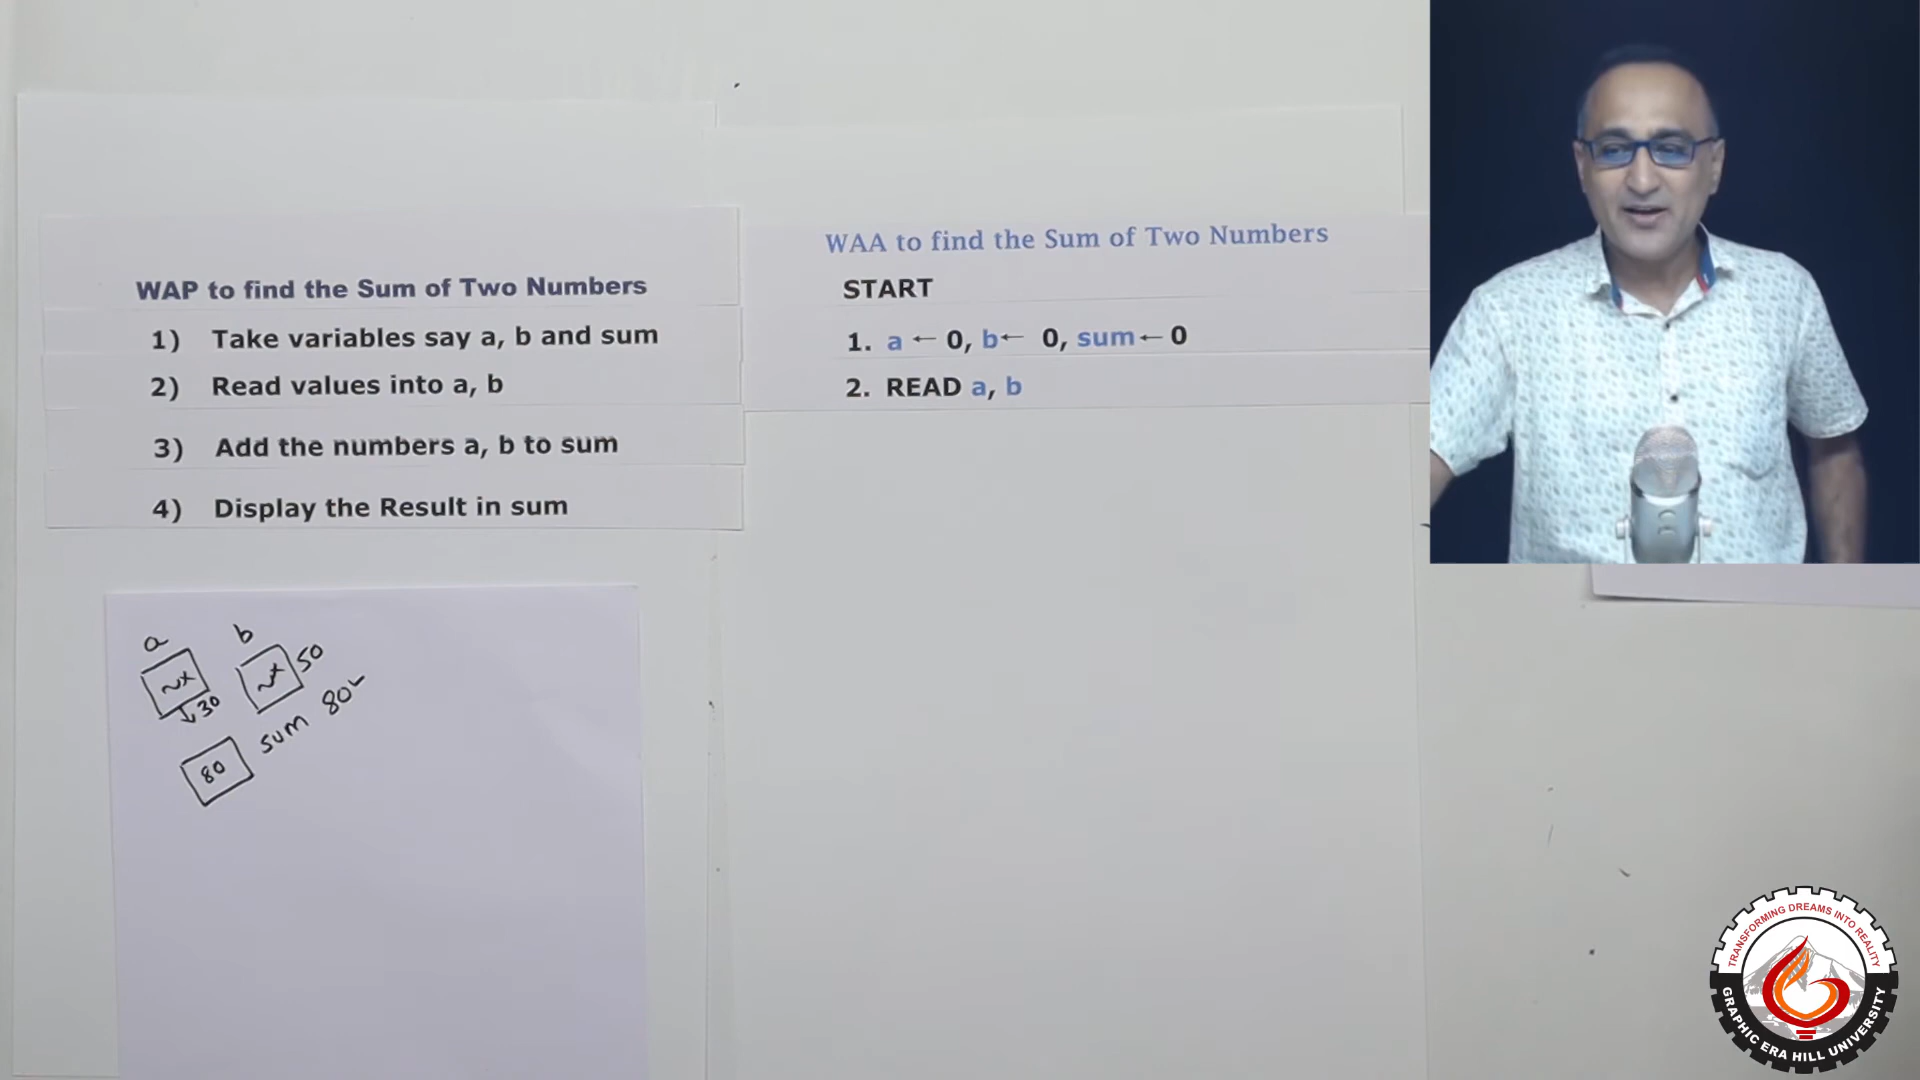 WAP to find the Sum of Two Numbers
1) Take variables say a, b and sum
2) Read values into a, b
3) Add the numbers a, b to sum
4) Display the Result in sum
WAA to find the Sum of Two Numbers
START
1. a ← 0, b← 0, sum← 0
2. READ a, b
a b
50
30
80 sum 80
TRANSFORMING DREAMS INTO REALITY
GRAPHIC ERA HILL UNIVERSITY